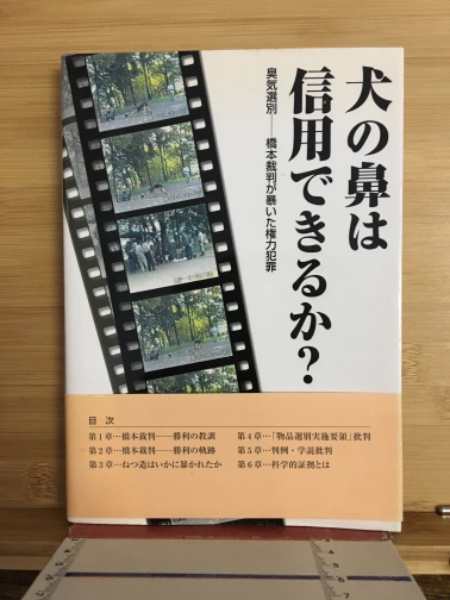 犬の鼻は
信用できるか？
臭気選別――橋本裁判が暴いた権力犯罪
目 次
第1章…橋本裁判――勝利の教訓
第2章…橋本裁判――勝利の軌跡
第3章…ねつ造はいかに暴かれたか
第4章…「物品選別実施要領」批判
第5章…判例・学説批判
第6章…科学的証拠とは